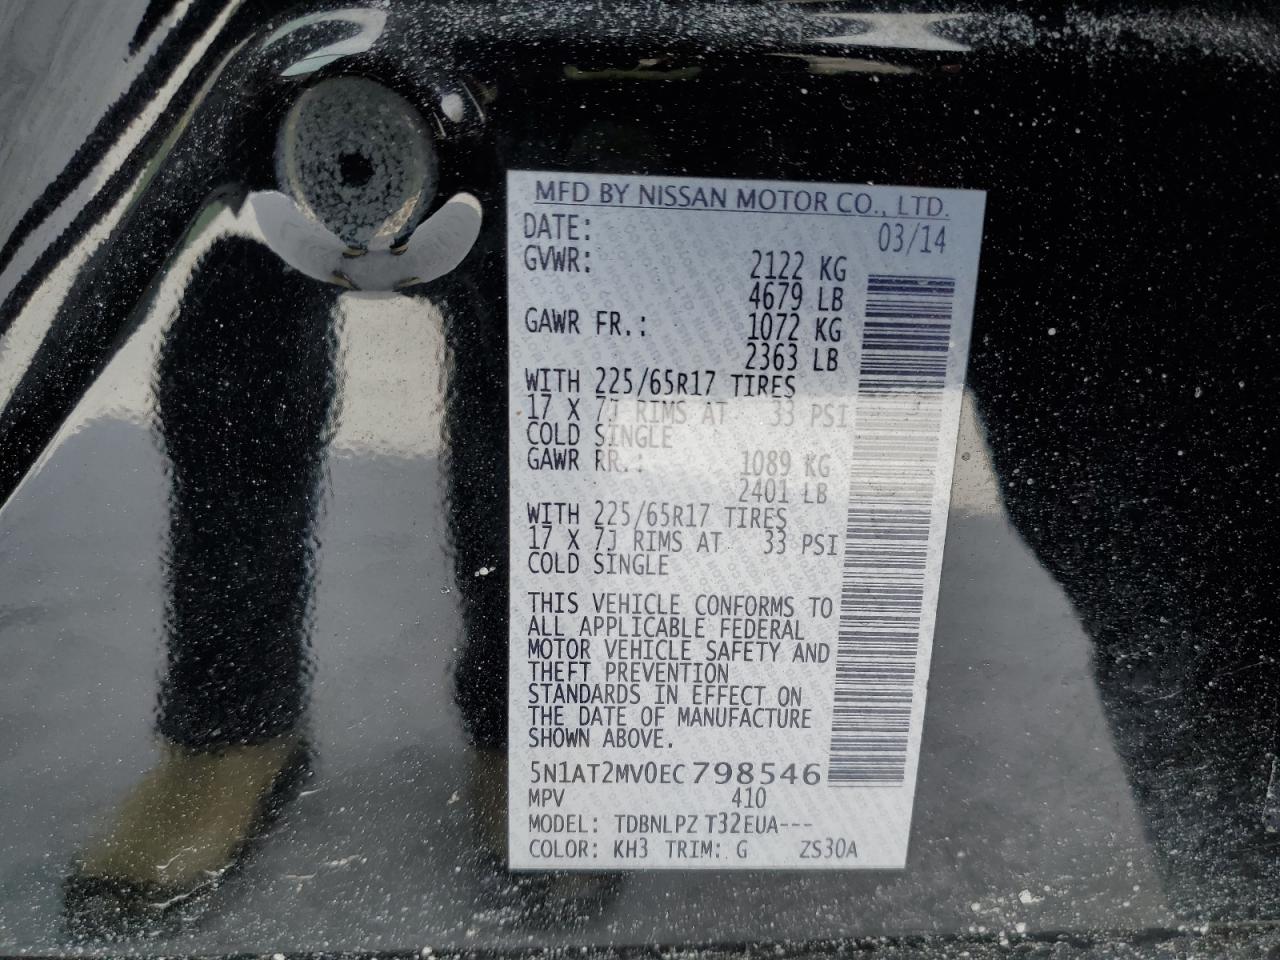 MFD BY NISSAN MOTOR CO., LTD.
DATE: 03/14
GVWR: 2122 KG
4679 LB
GAWR FR.: 1072 KG
2363 LB
WITH 225/65R17 TIRES
17 X 7J RIMS AT 33 PSI
COLD SINGLE
GAWR RR.: 1089 KG
2401 LB
WITH 225/65R17 TIRES
17 X 7J RIMS AT 33 PSI
COLD SINGLE
THIS VEHICLE CONFORMS TO
ALL APPLICABLE FEDERAL
MOTOR VEHICLE SAFETY AND
THEFT PREVENTION
STANDARDS IN EFFECT ON
THE DATE OF MANUFACTURE
SHOWN ABOVE.
5N1AT2MV0EC798546
MPV 410
MODEL: TDBNLPZ T32EUA---
COLOR: KH3 TRIM: G ZS30A